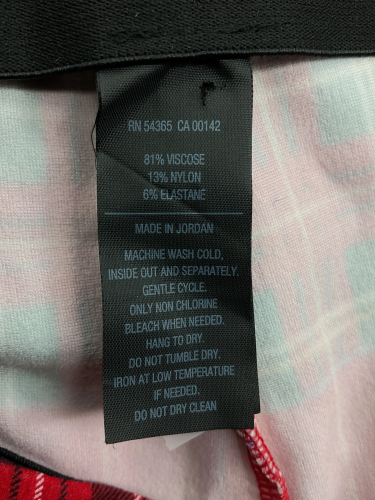 RN 54365 CA 00142
81% VISCOSE
13% NYLON
6% ELASTANE
MADE IN JORDAN
MACHINE WASH COLD,
INSIDE OUT AND SEPARATELY.
GENTLE CYCLE.
ONLY NON CHLORINE
BLEACH WHEN NEEDED.
HANG TO DRY.
DO NOT TUMBLE DRY.
IRON AT LOW TEMPERATURE
IF NEEDED.
DO NOT DRY CLEAN